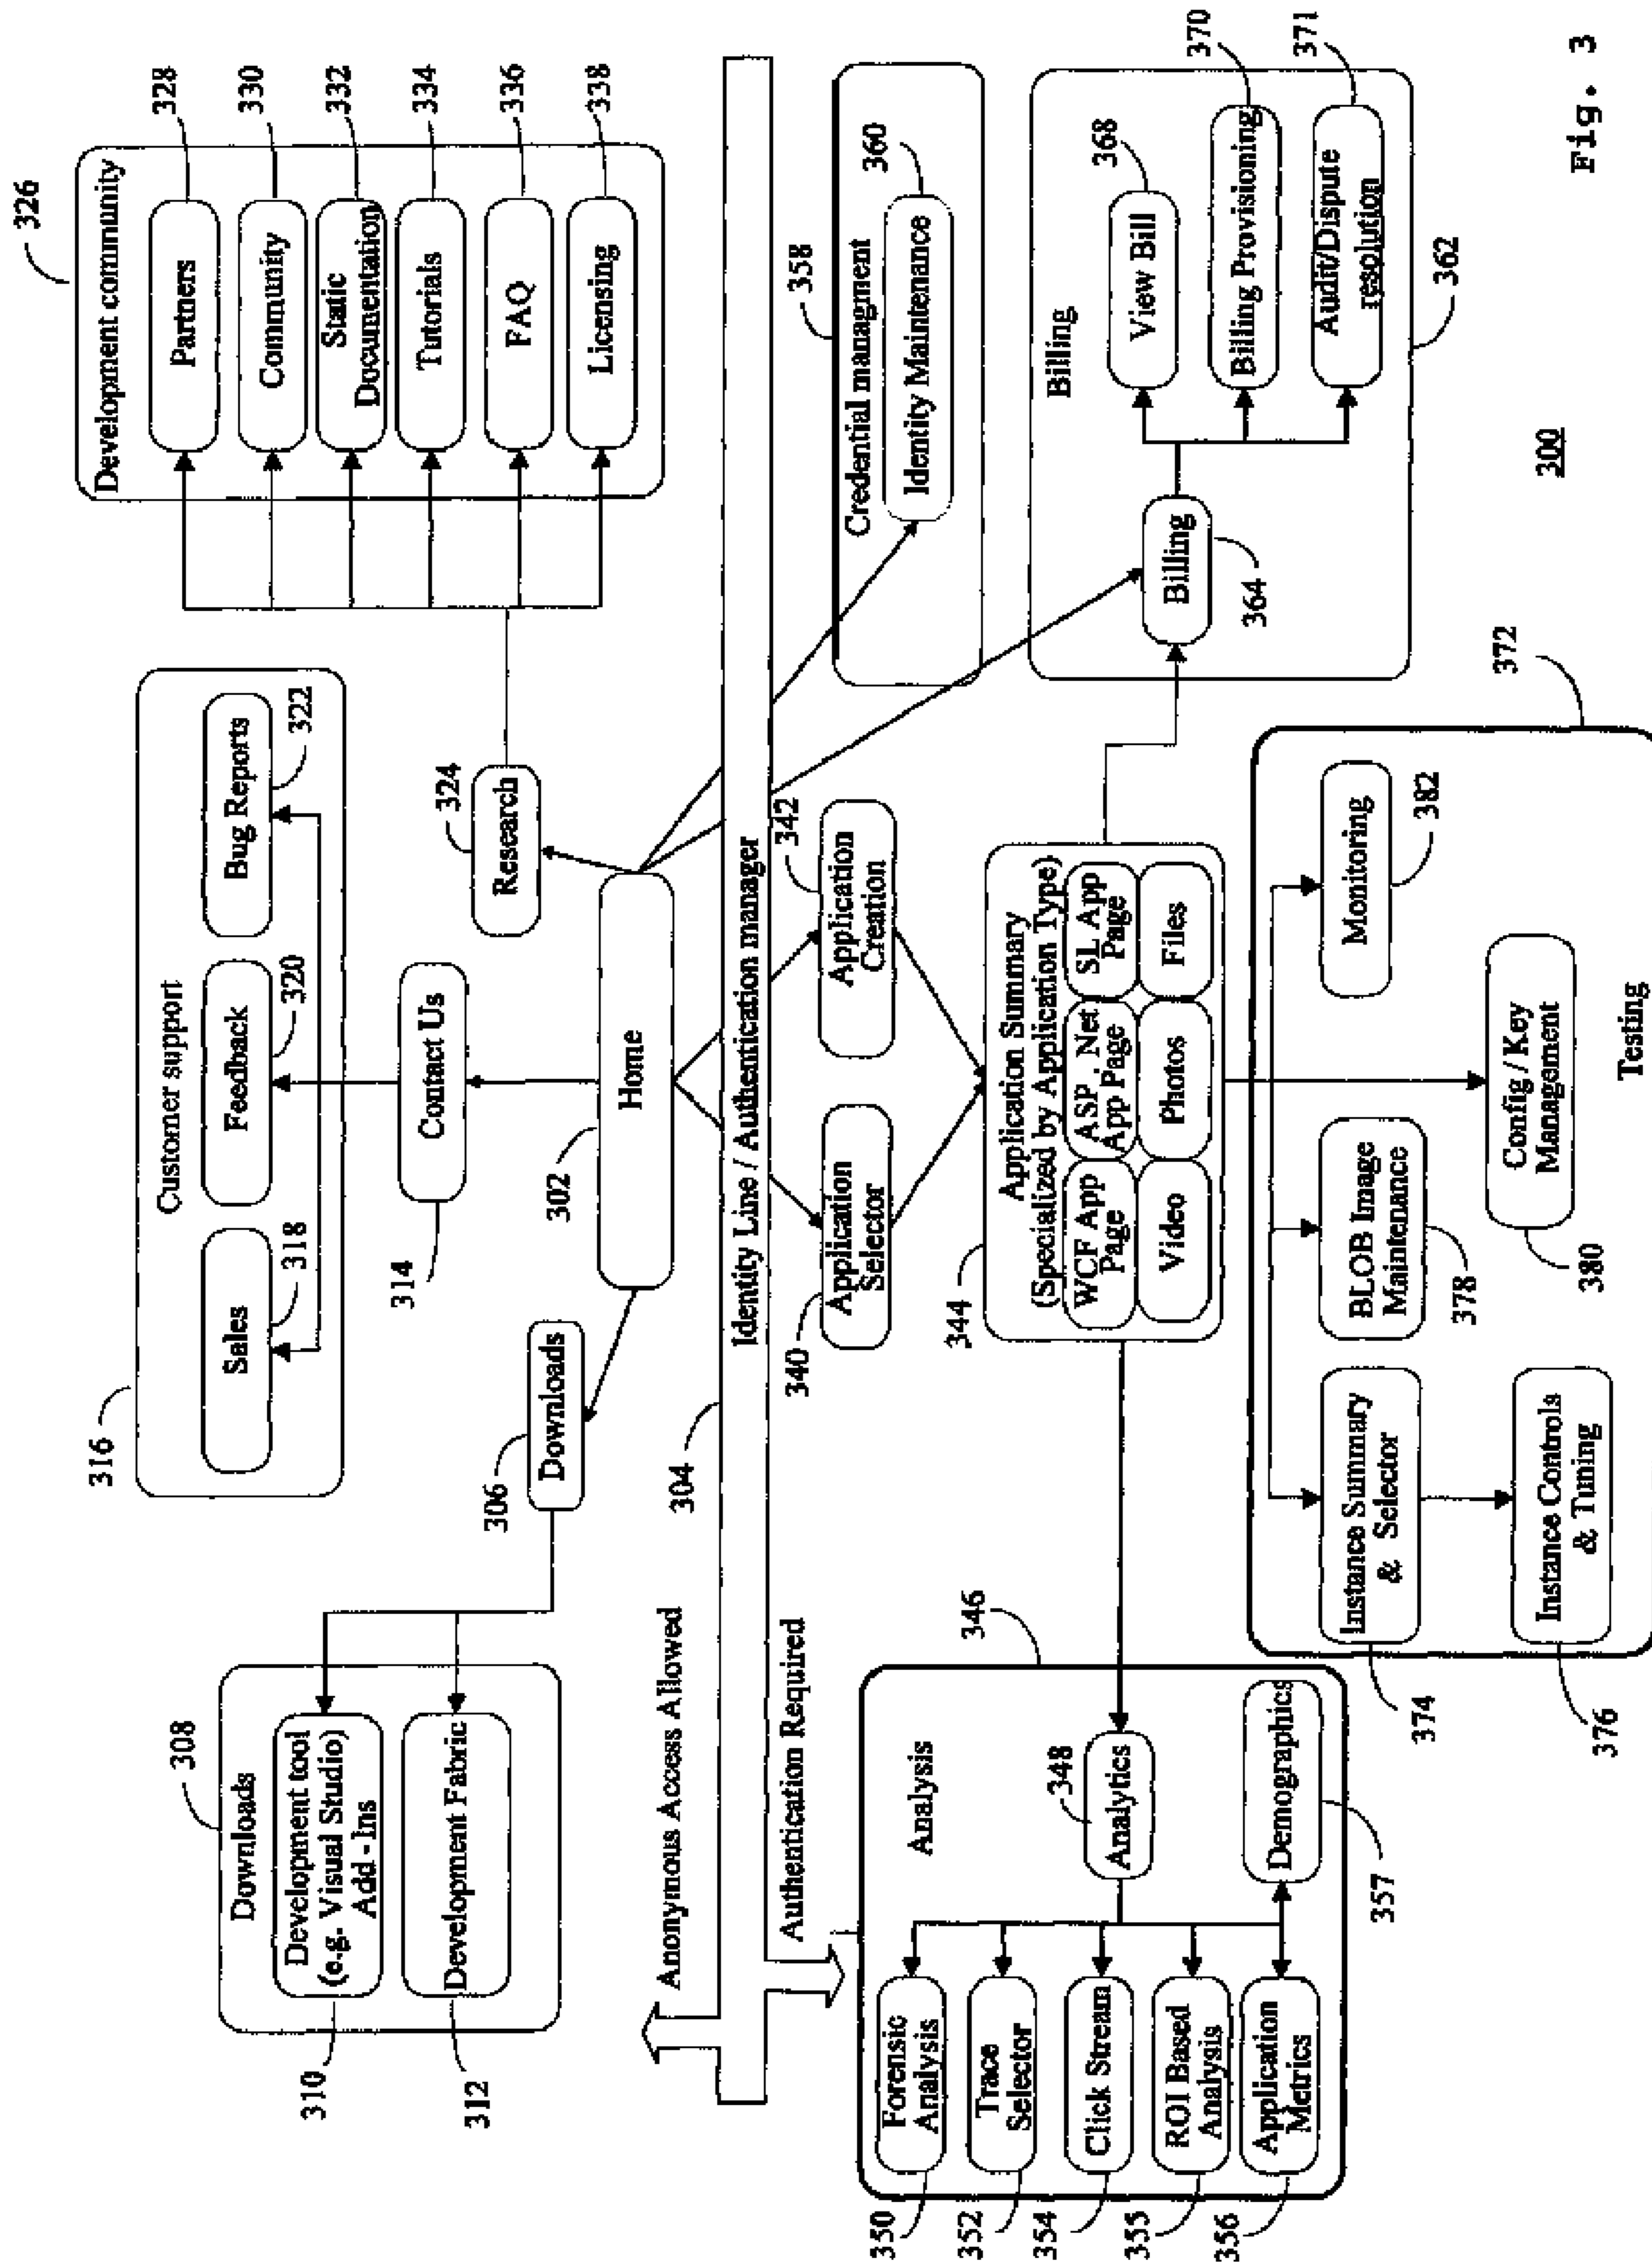 316
Customer support
Sales
318
Feedback
320
Bug Reports
322
326
Development community
Partners
328
Community
330
Static
Documentation
332
Tutorials
334
FAQ
336
Licensing
338
308
Downloads
Development tool
(e.g. Visual Studio)
Add -Ins
310
Development Fabric
312
306
Downloads
314
Contact Us
324
Research
302
Home
Anonymous Access Allowed
304
Identity Line / Authentication manager
Authentication Required
340
Application
Selector
342
Application
Creation
358
Credential managment
Identity Maintenance
360
346
Analysis
Forensic
Analysis
350
Trace
Selector
352
Click Stream
354
ROI Based
Analysis
355
Application
Metrics
356
348
Analytics
Demographics
357
344
Application Summary
(Specialized by Application Type)
WCF App
Page
ASP . Net
App Page
SL App
Page
Video
Photos
Files
Billing
Billing
364
View Bill
368
Billing Provisioning
370
Audit/Dispute
resolution
371
362
372
Instance Summary
& Selector
374
BLOB Image
Maintenance
378
Monitoring
382
Instance Controls
& Tuning
376
Config / Key
Management
380
Testing
300
Fig. 3